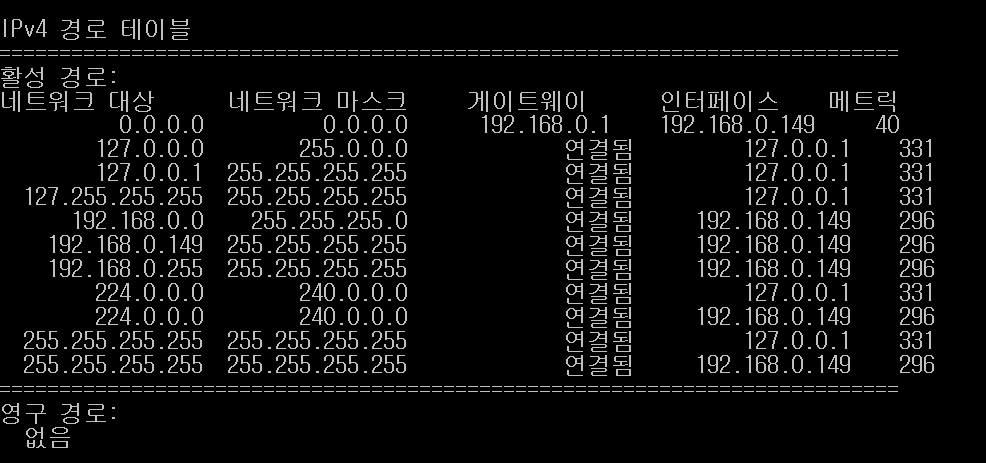 IPv4 경로 테이블
===========================================================================
활성 경로:
네트워크 대상      네트워크 마스크     게이트웨이      인터페이스    메트릭
          0.0.0.0          0.0.0.0      192.168.0.1    192.168.0.149     40
        127.0.0.0        255.0.0.0             연결됨         127.0.0.1    331
        127.0.0.1  255.255.255.255             연결됨         127.0.0.1    331
  127.255.255.255  255.255.255.255             연결됨         127.0.0.1    331
      192.168.0.0    255.255.255.0             연결됨     192.168.0.149    296
    192.168.0.149  255.255.255.255             연결됨     192.168.0.149    296
    192.168.0.255  255.255.255.255             연결됨     192.168.0.149    296
        224.0.0.0        240.0.0.0             연결됨         127.0.0.1    331
        224.0.0.0        240.0.0.0             연결됨     192.168.0.149    296
  255.255.255.255  255.255.255.255             연결됨         127.0.0.1    331
  255.255.255.255  255.255.255.255             연결됨     192.168.0.149    296
===========================================================================
영구 경로:
  없음